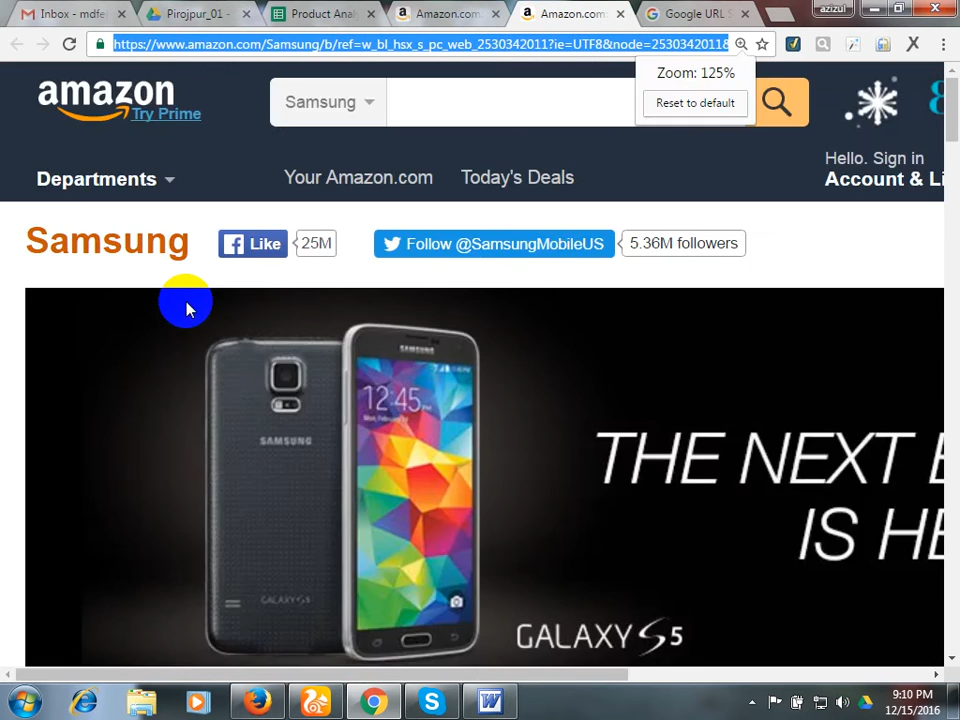 Inbox - mdfe
Pirojpur_01 -
Product Anal
Amazon.com:
Amazon.com:
Google URL S
azizul
https://www.amazon.com/Samsung/b/ref=w_bl_hsx_s_pc_web_2530342011?ie=UTF8&node=2530342011&
Zoom: 125%
Reset to default
amazon
Try Prime
Samsung
Hello. Sign in
Departments
Your Amazon.com
Today's Deals
Account & Li
Samsung
Like
25M
Follow @SamsungMobileUS
5.36M followers
SAMSUNG
12:45
SAMSUNG
THE NEXT
IS HE
GALAXY S5
GALAXY S5
9:10 PM
12/15/2016